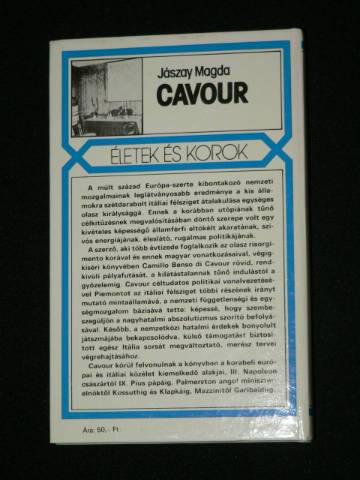 Jászay Magda
CAVOUR
ÉLETEK ÉS KOROK
A múlt század Európa-szerte kibontakozó nemzeti
mozgalmainak leglátványosabb eredménye a kis álla-
mokra szétdarabolt itáliai félsziget átalakulása egységes
olasz királysággá. Ennek a korábban utópiának tűnő
célkitűzésnek megvalósításában döntő szerepe volt egy
kivételes képességű államférfi eltökélt akaratának, szí-
vós energiájának, éleslátó, rugalmas politikájának.
A szerző, aki több évtizede foglalkozik az olasz risorgi-
mento korával és ennek magyar vonatkozásaival, végig-
kíséri könyvében Camillo Benso di Cavour rövid, rend-
kívüli pályafutását, a kilátástalannak tűnő indulástól a
győzelemig. Cavour céltudatos politikai vonalvezetésé-
vel Piemontot az itáliai félsziget többi részének irányt
mutató mintaállamává, a nemzeti függetlenségi és egy-
ségmozgalom bázisává tette; képessé, hogy szembe-
szegüljön a nagyhatalmi abszolutizmus szorító befolyá-
sával. Később, a nemzetközi hatalmi érdekek bonyolult
játszmájába bekapcsolódva, külső támogatást biztosí-
tott egész Itália sorsát megváltoztató, merész tervei
végrehajtásához.
Cavour körül felvonulnak a könyvben a korabeli euró-
pai és itáliai közélet kiemelkedő alakjai, III. Napóleon
császártól IX. Pius pápáig, Palmerston angol miniszter-
elnöktől Kossuthig és Klapkáig, Mazzinitől Garibaldiig.
Ára: 50,- Ft